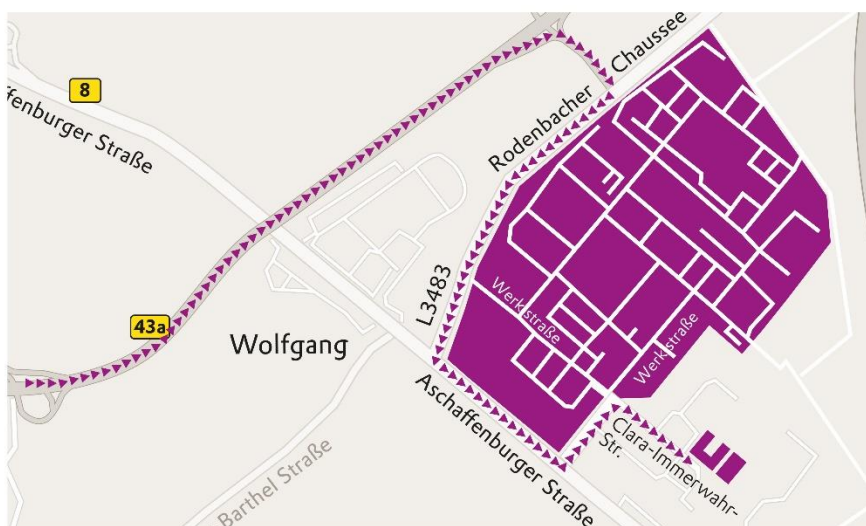 8
ffenburger Straße
Rodenbacher Chaussee
L3483
43a
Wolfgang
Werkstraße
Werkstraße
Aschaffenburger Straße
Clara-Immerwahr-
Str.
Barthel Straße